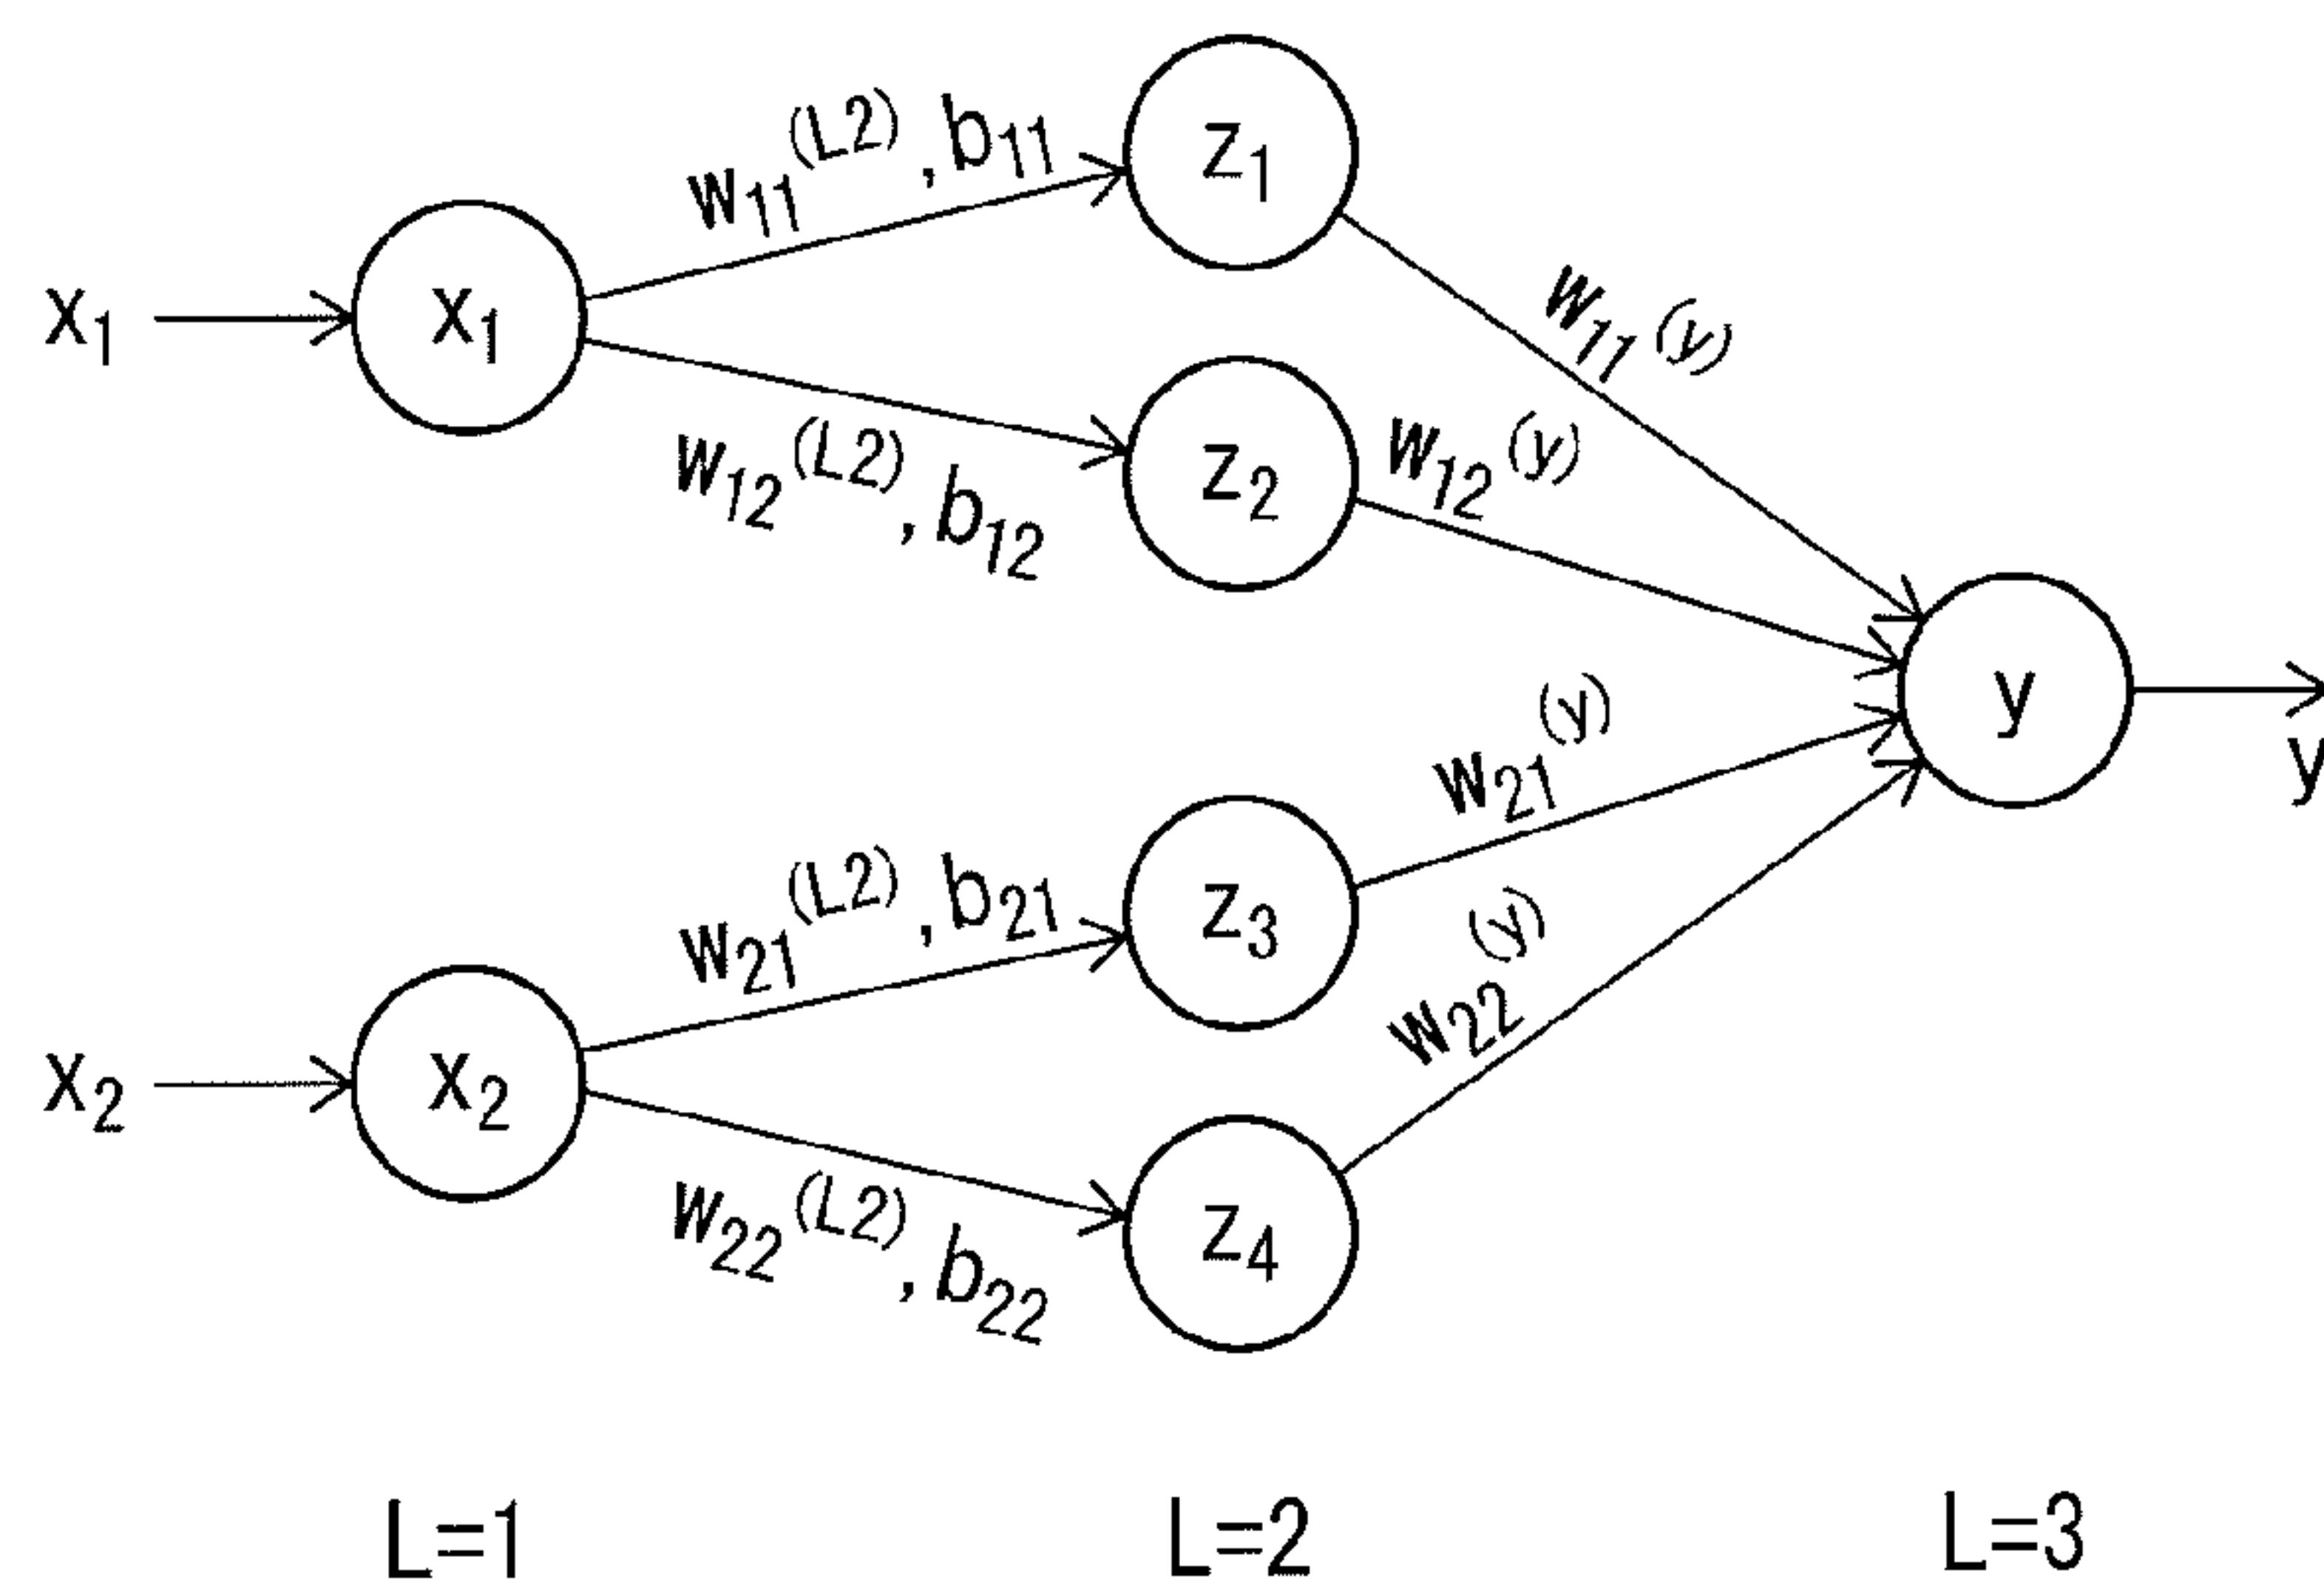 w₁₁⁽ᴸ²⁾,b₁₁
z₁
x₁
x₁
w₁₂⁽ᴸ²⁾,b₁₂
z₂
w₁₁⁽ʸ⁾
w₁₂⁽ʸ⁾
y
y
w₂₁⁽ʸ⁾
w₂₁⁽ᴸ²⁾,b₂₁
z₃
w₂₂⁽ʸ⁾
x₂
x₂
w₂₂⁽ᴸ²⁾,b₂₂
z₄
L=1 L=2 L=3